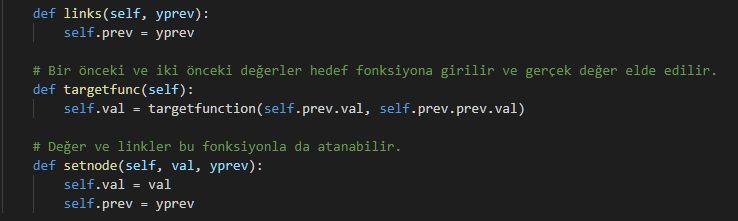 def links(self, yprev):
    self.prev = yprev
# Bir önceki ve iki önceki değerler hedef fonksiyona girilir ve gerçek değer elde edilir.
def targetfunc(self):
    self.val = targetfunction(self.prev.val, self.prev.prev.val)
# Değer ve linkler bu fonksiyonla da atanabilir.
def setnode(self, val, yprev):
    self.val = val
    self.prev = yprev